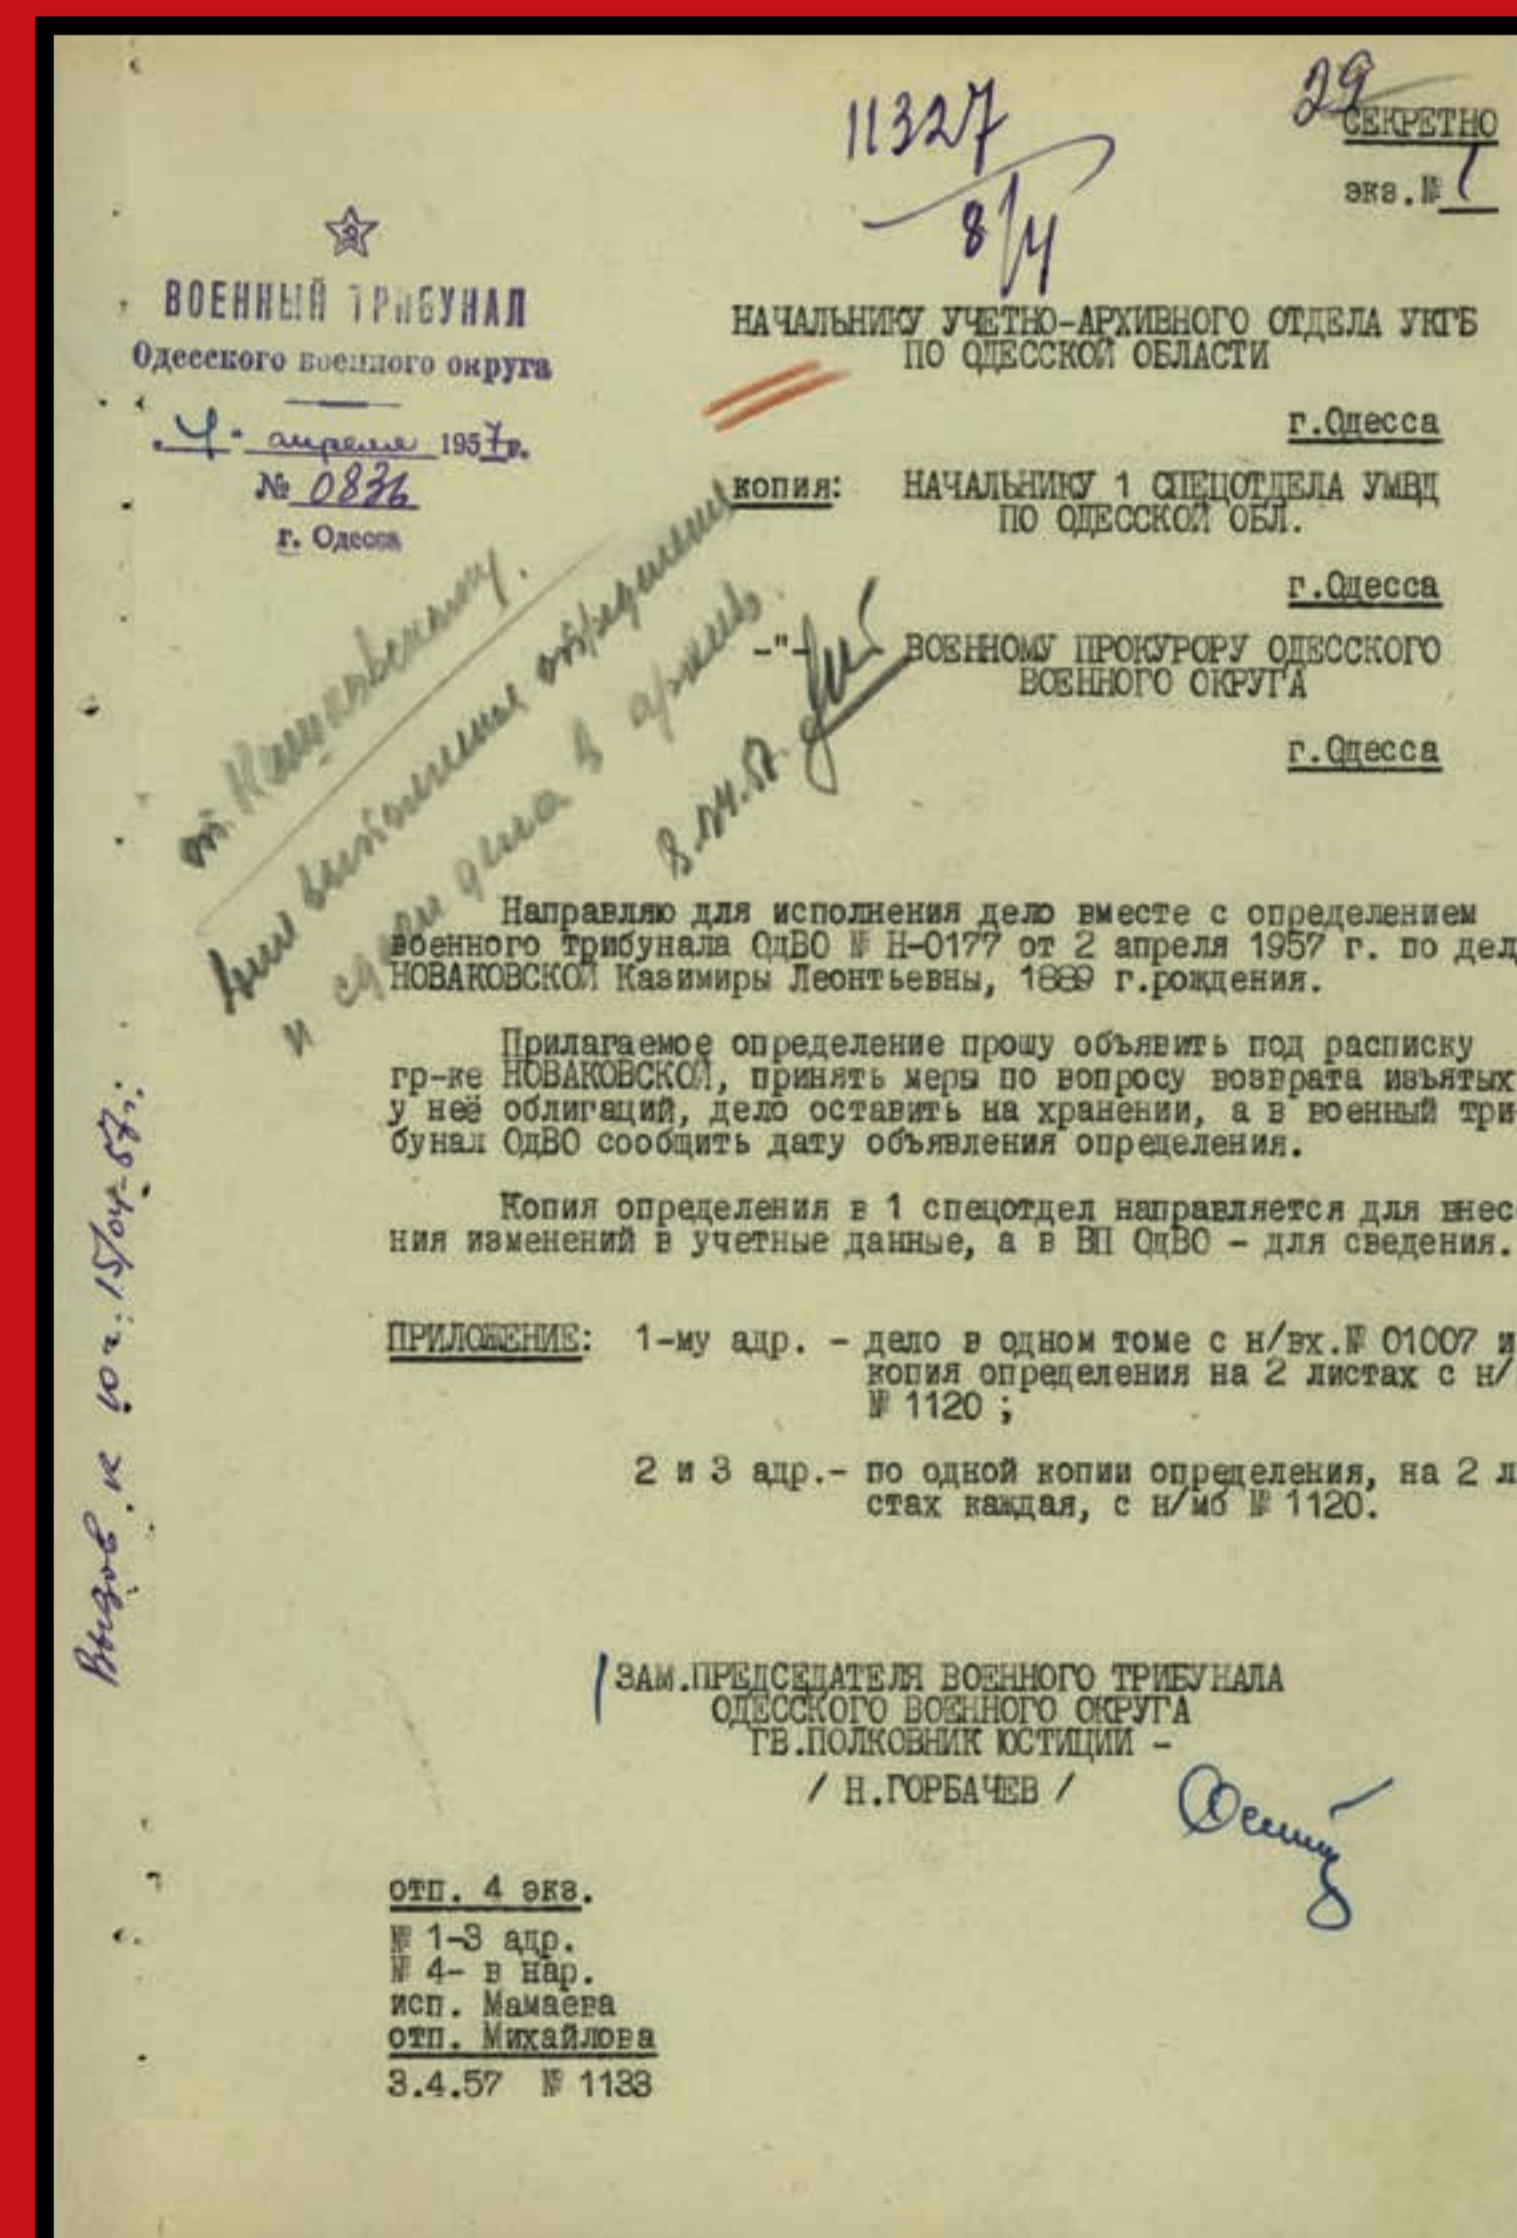 11327
8/4
29
СЕКРЕТНО
экз.№ 1
ВОЕННЫЙ ТРИБУНАЛ
Одесского военного округа
"4" апреля 1957г.
№ 0836
г. Одесса
НАЧАЛЬНИКУ УЧЕТНО-АРХИВНОГО ОТДЕЛА УКГБ
ПО ОДЕССКОЙ ОБЛАСТИ
г.Одесса
копия: НАЧАЛЬНИКУ 1 СПЕЦОТДЕЛА УМВД
ПО ОДЕССКОЙ ОБЛ.
г.Одесса
-"- ВОЕННОМУ ПРОКУРОРУ ОДЕССКОГО
ВОЕННОГО ОКРУГА
г.Одесса
определения
и дела в архив.
8.04.57.
Направляю для исполнения дело вместе с определением
военного трибунала ОдВО № Н-0177 от 2 апреля 1957 г. по дел
НОВАКОВСКОЙ Казимиры Леонтьевны, 1889 г.рождения.
Прилагаемое определение прошу объявить под расписку
гр-ке НОВАКОВСКОЙ, принять меры по вопросу возврата изъятых
у неё облигаций, дело оставить на хранении, а в военный три-
бунал ОдВО сообщить дату объявления определения.
Копия определения в 1 спецотдел направляется для внес
ния изменений в учетные данные, а в ВП ОдВО - для сведения.
ПРИЛОЖЕНИЕ: 1-му адр. - дело в одном томе с н/вх.№ 01007 и
копия определения на 2 листах с н/
№ 1120 ;
2 и 3 адр.- по одной копии определения, на 2 л
стах каждая, с н/мб № 1120.
Вызов. к 10 ч. 15/04-57г.
ЗАМ.ПРЕДСЕДАТЕЛЯ ВОЕННОГО ТРИБУНАЛА
ОДЕССКОГО ВОЕННОГО ОКРУГА
ГВ.ПОЛКОВНИК ЮСТИЦИИ -
/ Н.ГОРБАЧЕВ /
отп. 4 экз.
№ 1-3 адр.
№ 4- в нар.
исп. Мамаева
отп. Михайлова
3.4.57 № 1133